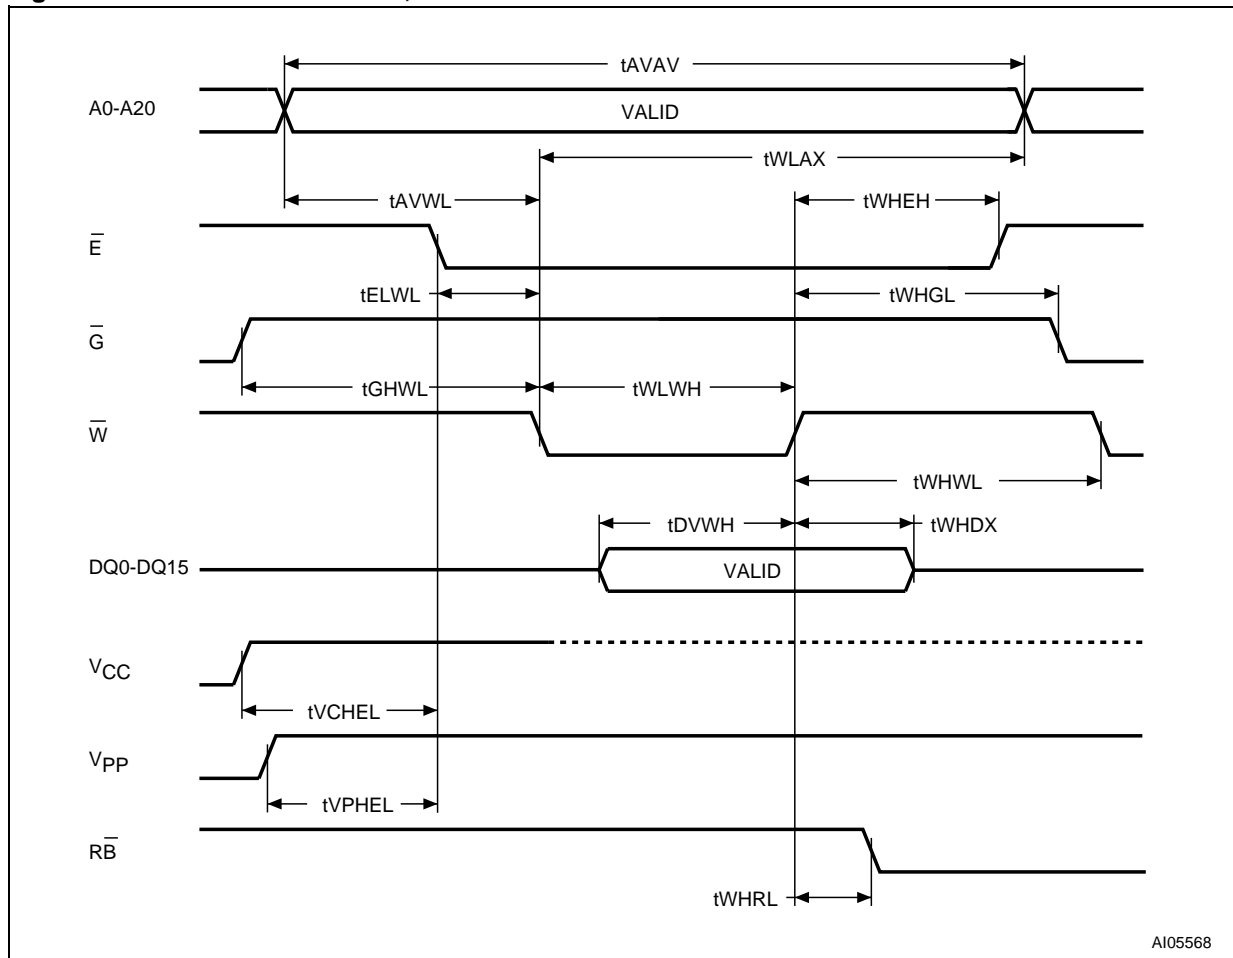 tAVAV
A0-A20
VALID
tWLAX
tAVWL
tWHEH
E̅
tELWL
tWHGL
G̅
tGHWL
tWLWH
W̅
tWHWL
tDVWH
tWHDX
DQ0-DQ15
VALID
VCC
tVCHEL
VPP
tVPHEL
RB̅
tWHRL
AI05568